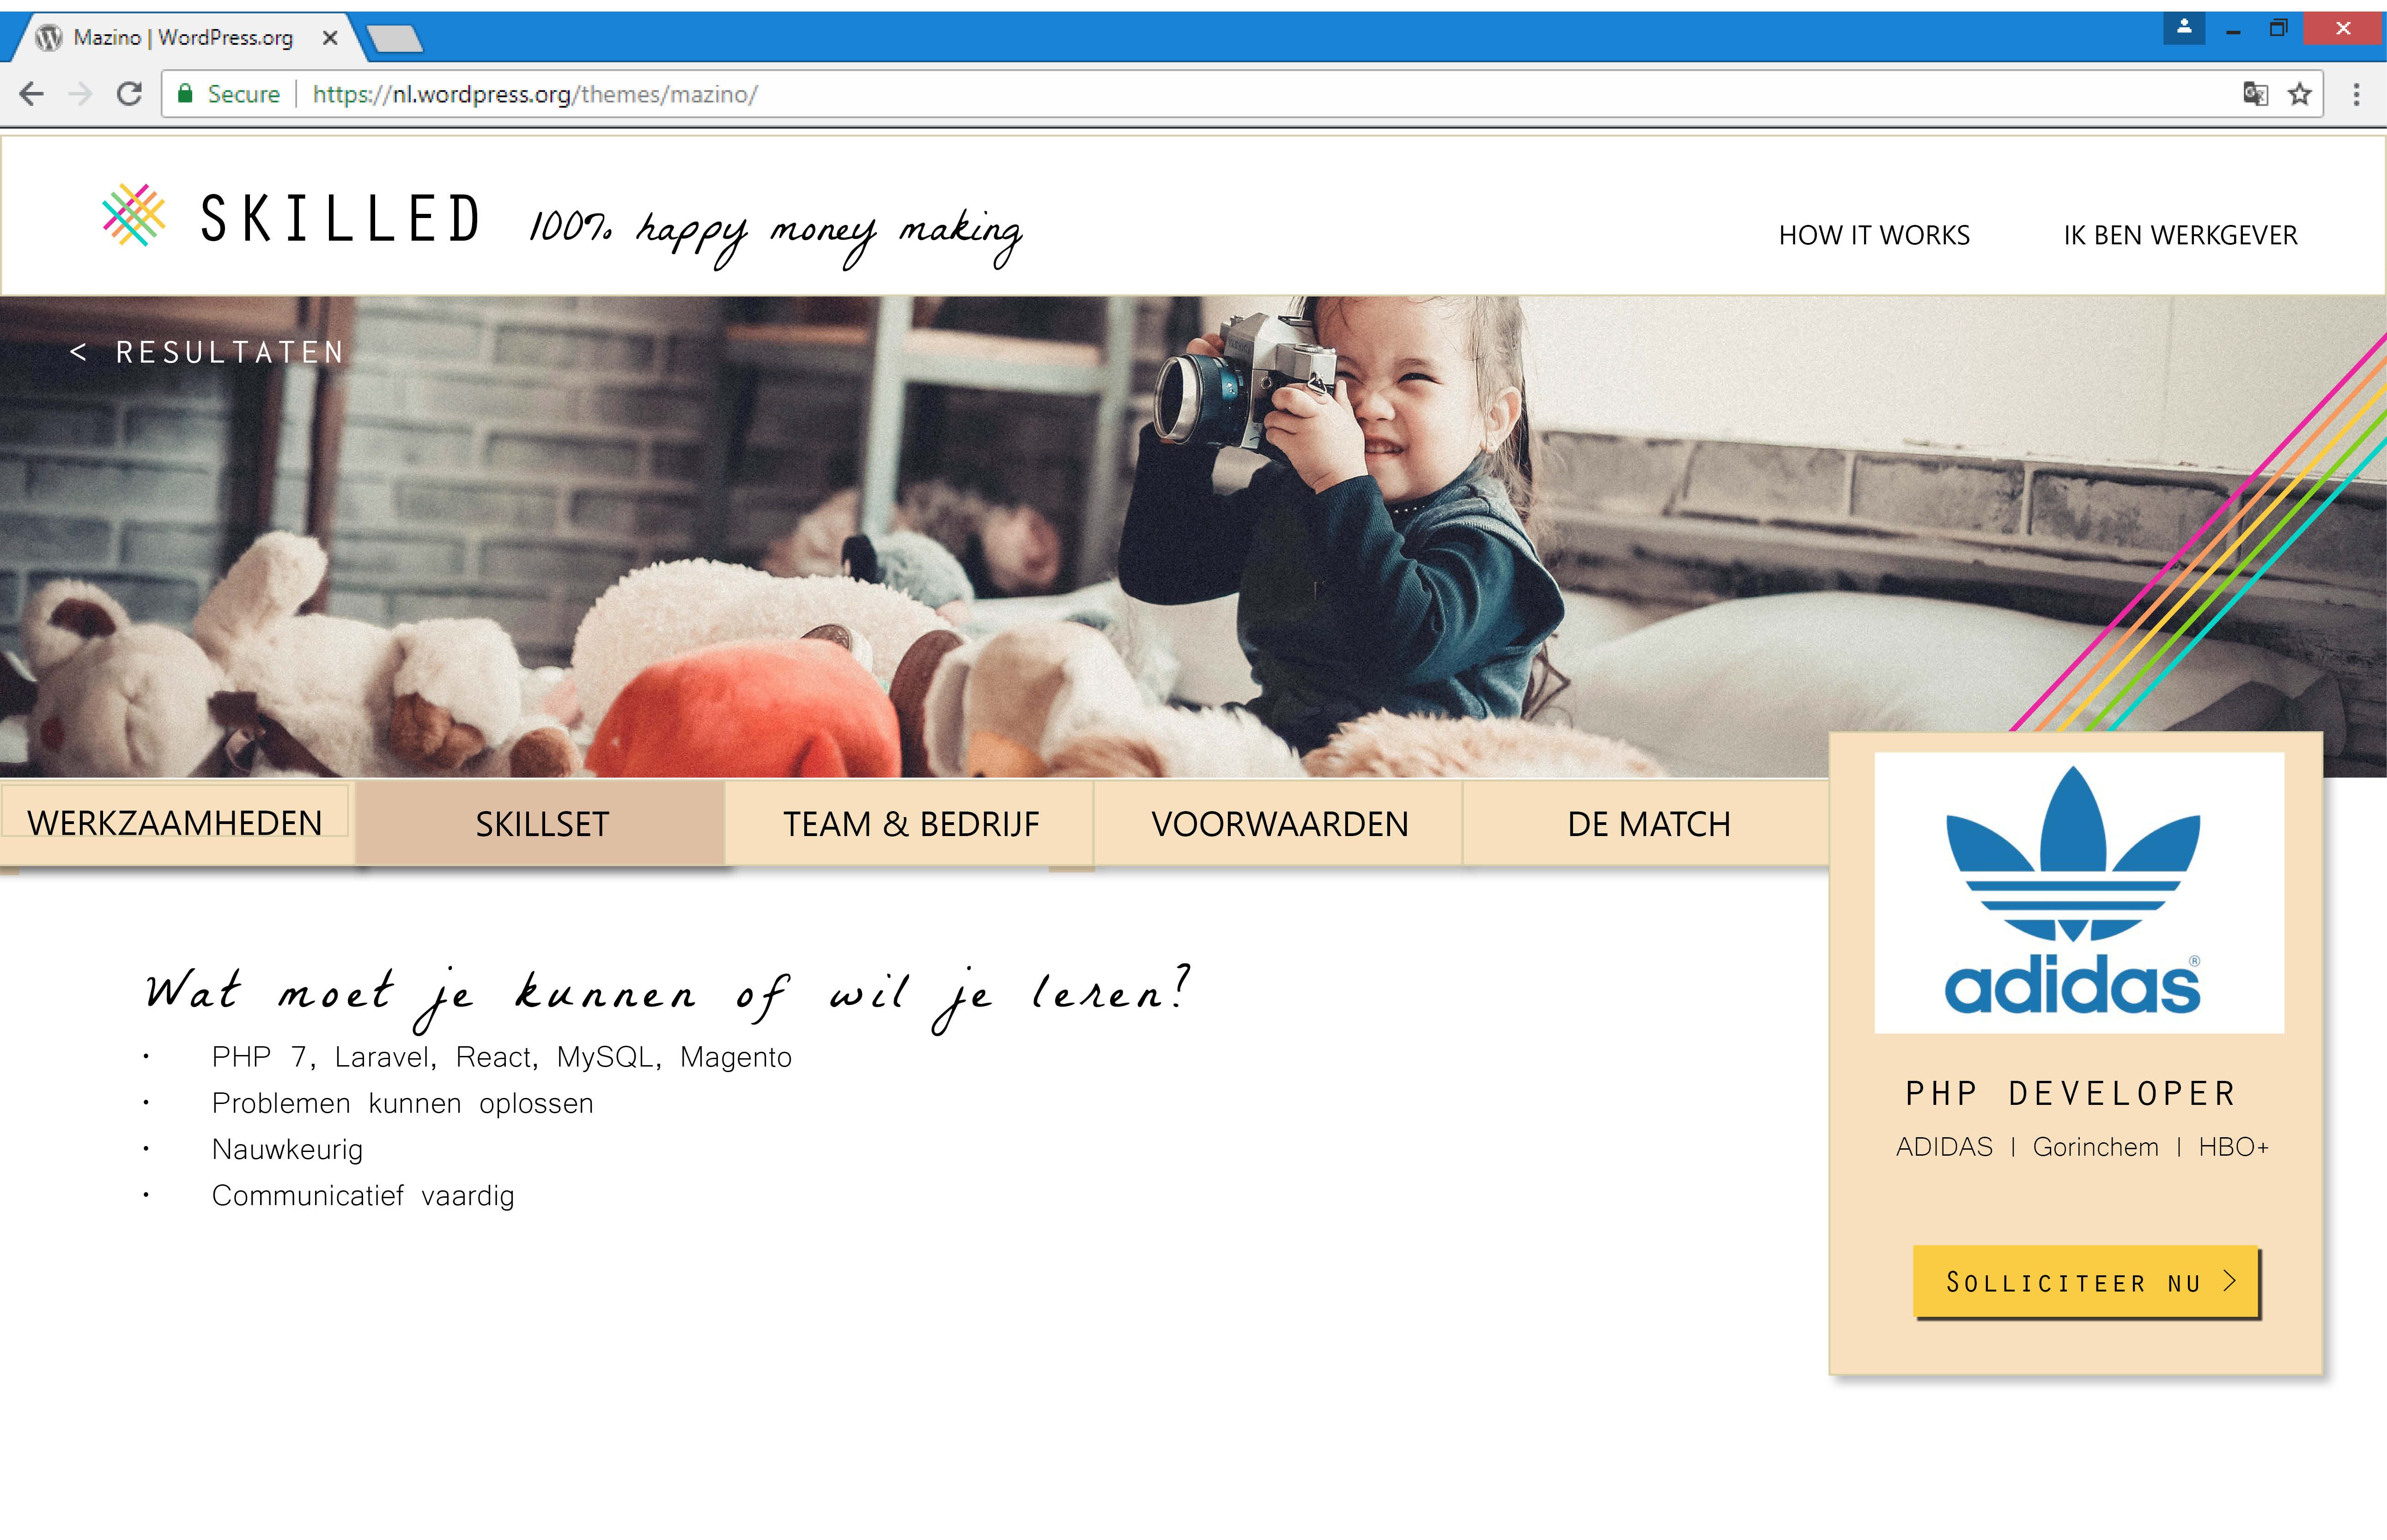 Mazino | WordPress.org
Secure | https://nl.wordpress.org/themes/mazino/
SKILLED 100% happy money making
HOW IT WORKS IK BEN WERKGEVER
< RESULTATEN
WERKZAAMHEDEN SKILLSET TEAM & BEDRIJF VOORWAARDEN DE MATCH
adidas®
Wat moet je kunnen of wil je leren?
• PHP 7, Laravel, React, MySQL, Magento
• Problemen kunnen oplossen
• Nauwkeurig
• Communicatief vaardig
PHP DEVELOPER
ADIDAS | Gorinchem | HBO+
SOLLICITEER NU >